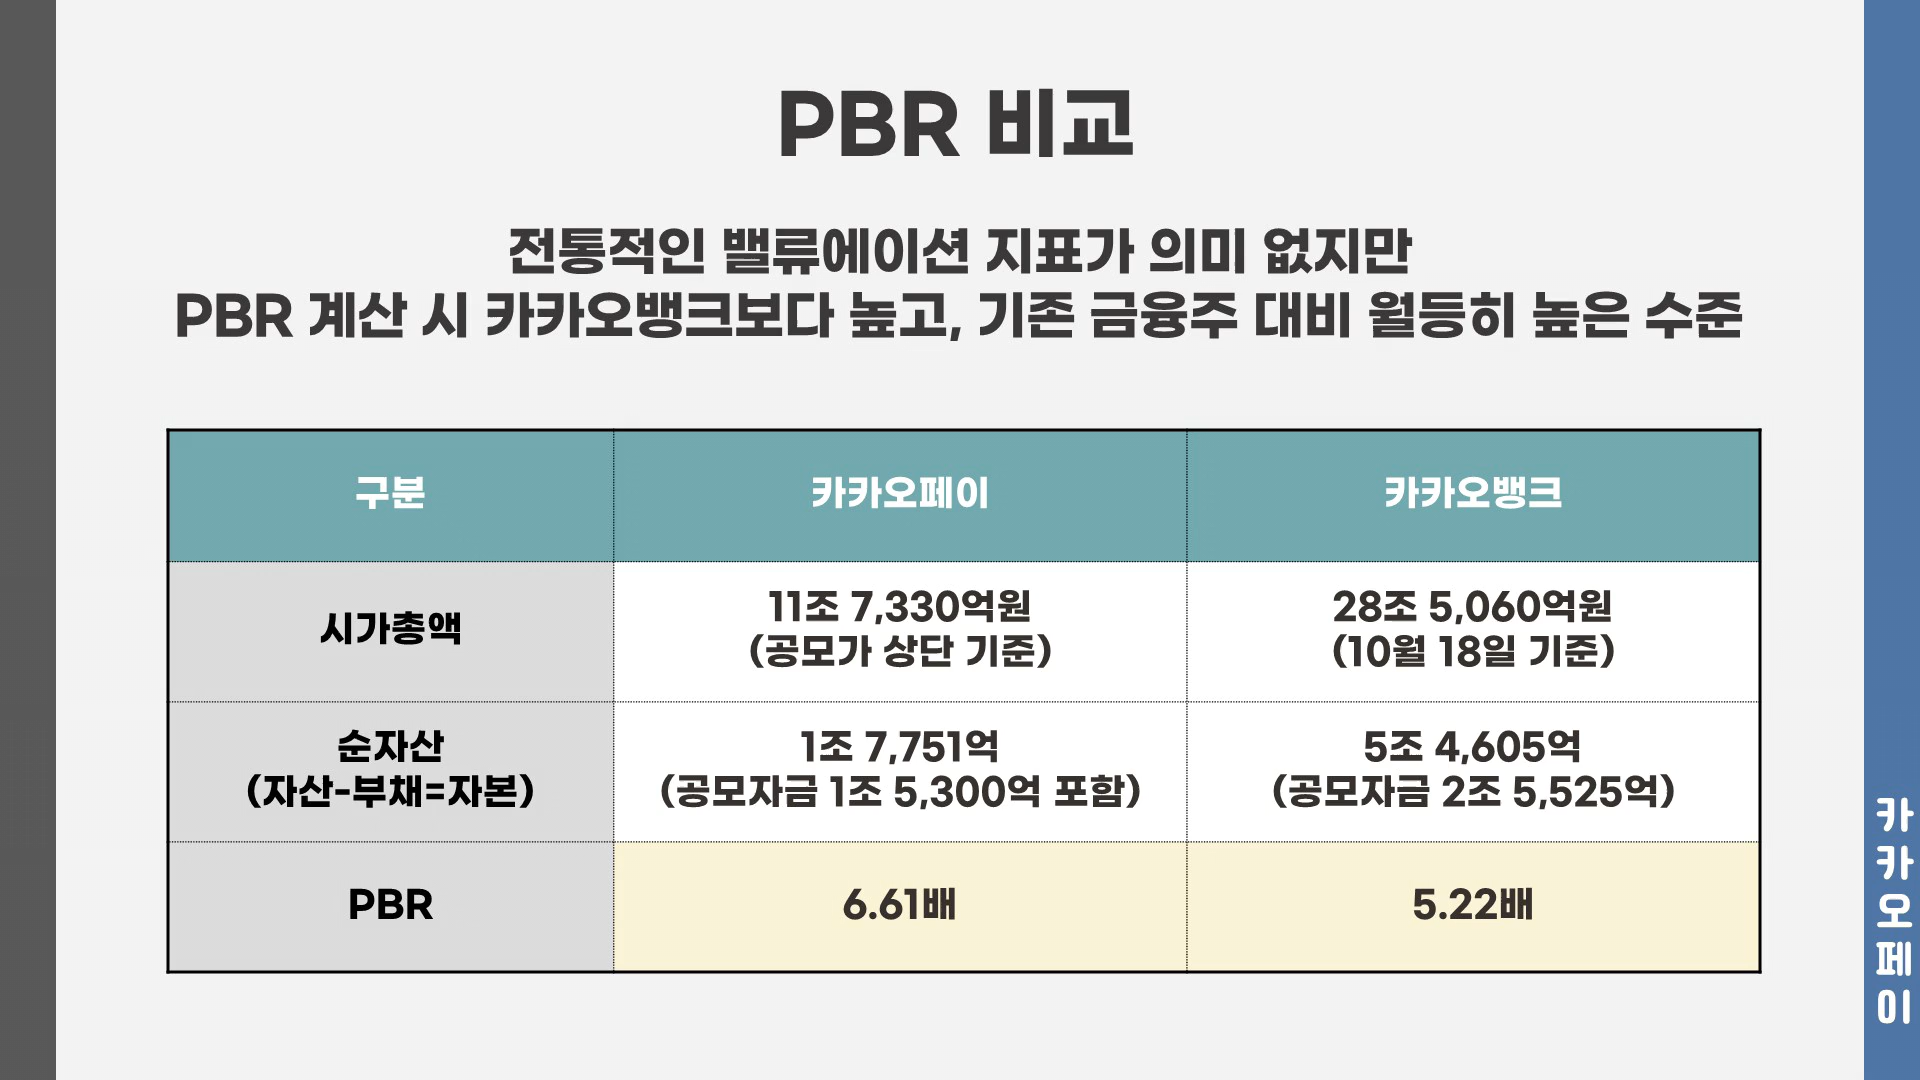 PBR 비교
전통적인 밸류에이션 지표가 의미 없지만
PBR 계산 시 카카오뱅크보다 높고, 기존 금융주 대비 월등히 높은 수준
구분
카카오페이
카카오뱅크
시가총액
11조 7,330억원
(공모가 상단 기준)
28조 5,060억원
(10월 18일 기준)
순자산
(자산-부채=자본)
1조 7,751억
(공모자금 1조 5,300억 포함)
5조 4,605억
(공모자금 2조 5,525억)
PBR
6.61배
5.22배
카카오페이